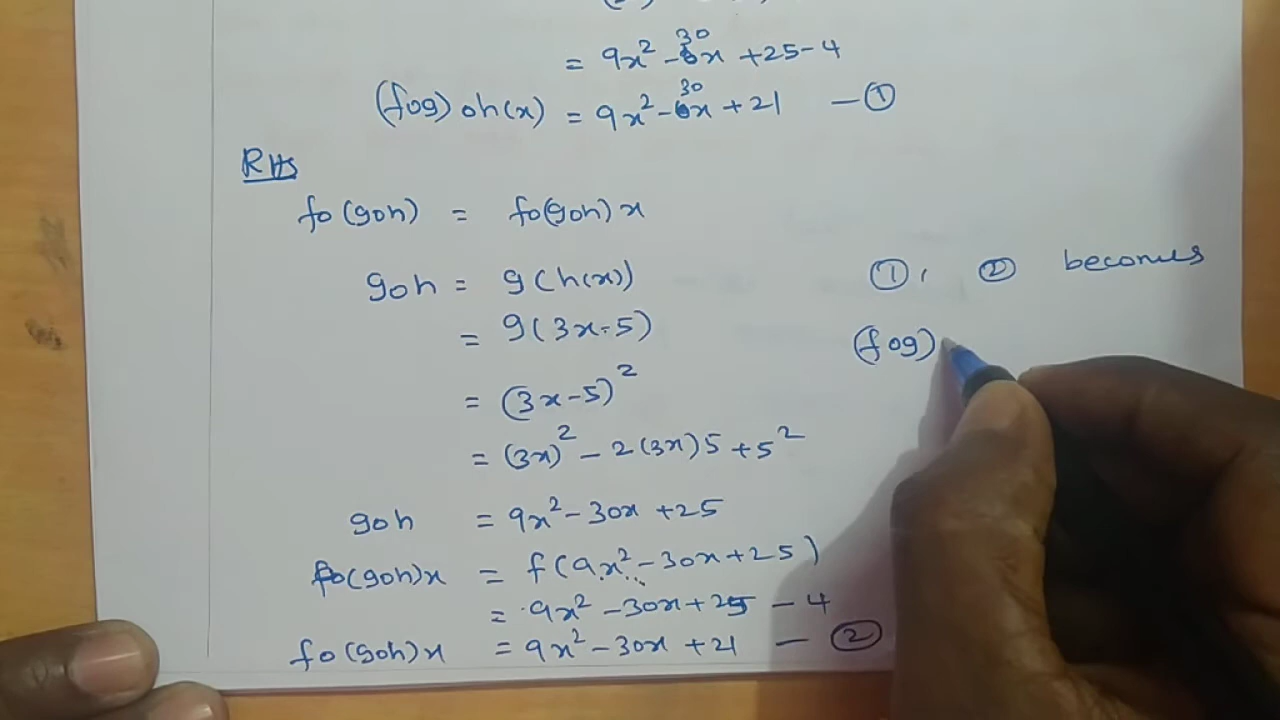 = 9x² - 30x + 25 - 4
(fog) oh(x) = 9x² - 30x + 21 — ①
RHS
fo(goh) = fo(goh) x
goh = g(h(x))
= g(3x-5)
= (3x-5)²
= (3x)² - 2(3x)5 + 5²
goh = 9x² - 30x + 25
fo(goh)x = f(9x² - 30x + 25)
= 9x² - 30x + 25 - 4
fo(goh)x = 9x² - 30x + 21 — ②
①, ② becomes
(fog)